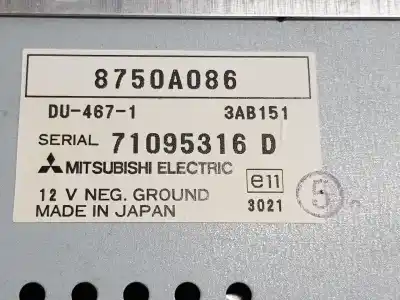 8750A086
DU-467-1 3AB151
SERIAL 71095316 D
MITSUBISHI ELECTRIC
e11
12 V NEG. GROUND
3021
MADE IN JAPAN
5